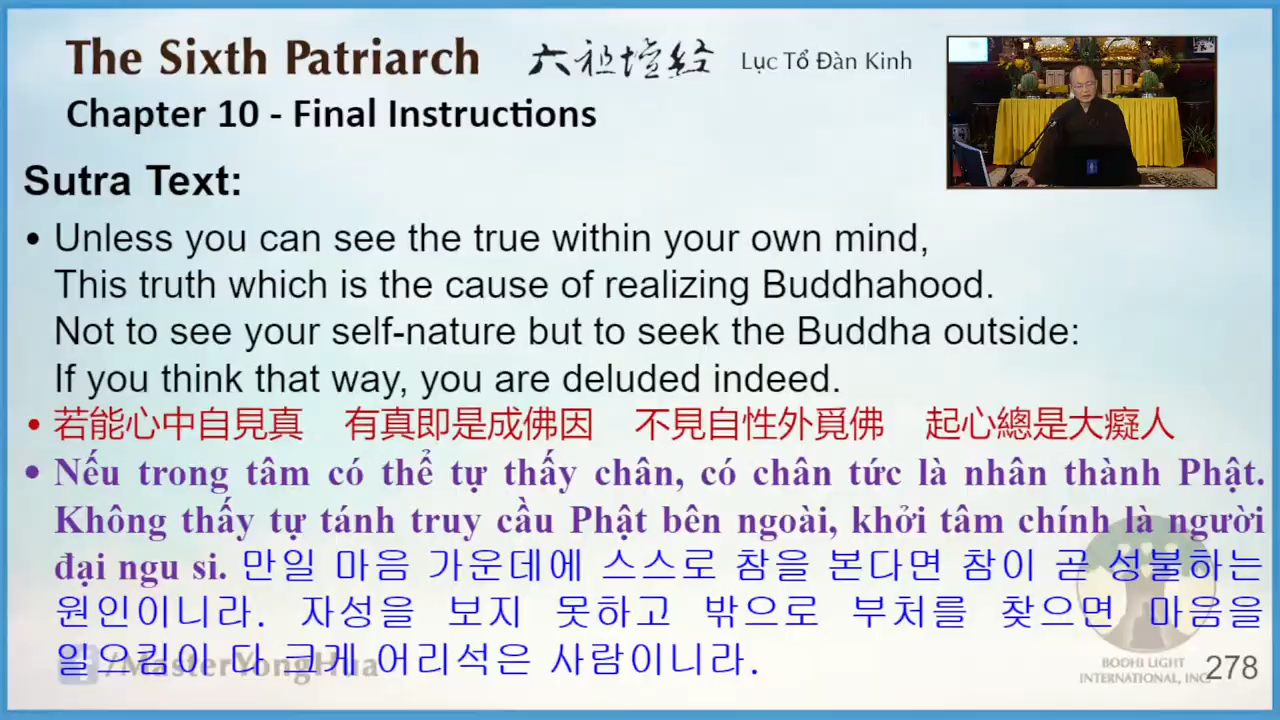 The Sixth Patriarch 六祖壇經 Lục Tổ Đàn Kinh
Chapter 10 - Final Instructions
Sutra Text:
• Unless you can see the true within your own mind,
This truth which is the cause of realizing Buddhahood.
Not to see your self-nature but to seek the Buddha outside:
If you think that way, you are deluded indeed.
• 若能心中自見真 有真即是成佛因 不見自性外覓佛 起心總是大癡人
• Nếu trong tâm có thể tự thấy chân, có chân tức là nhân thành Phật.
Không thấy tự tánh truy cầu Phật bên ngoài, khởi tâm chính là người
đại ngu si. 만일 마음 가운데에 스스로 참을 본다면 참이 곧 성불하는
원인이니라. 자성을 보지 못하고 밖으로 부처를 찾으면 마음을
일으킴이 다 크게 어리석은 사람이니라.
/MasterYongHua
BODHI LIGHT
INTERNATIONAL, INC
278